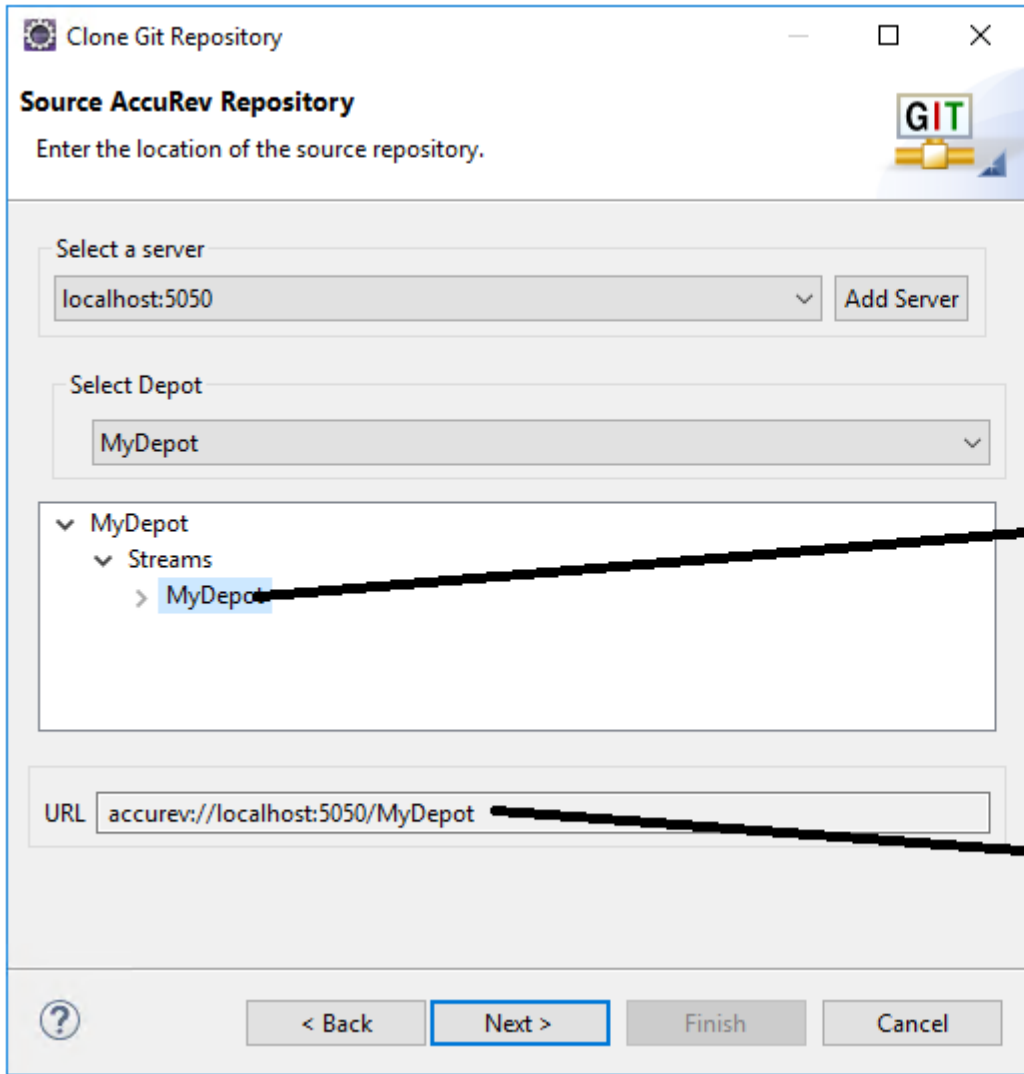 Clone Git Repository
Source AccuRev Repository
Enter the location of the source repository.
GIT
Select a server
localhost:5050
Add Server
Select Depot
MyDepot
MyDepot
Streams
MyDepot
URL accurev://localhost:5050/MyDepot
? < Back Next > Finish Cancel